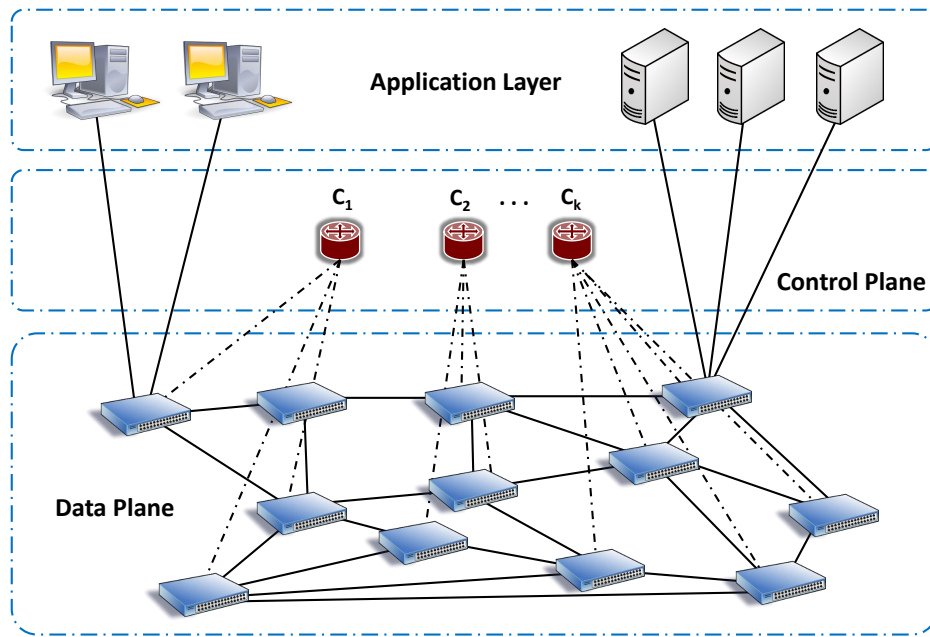 Application Layer
C₁ C₂ . . . Cₖ
Control Plane
Data Plane